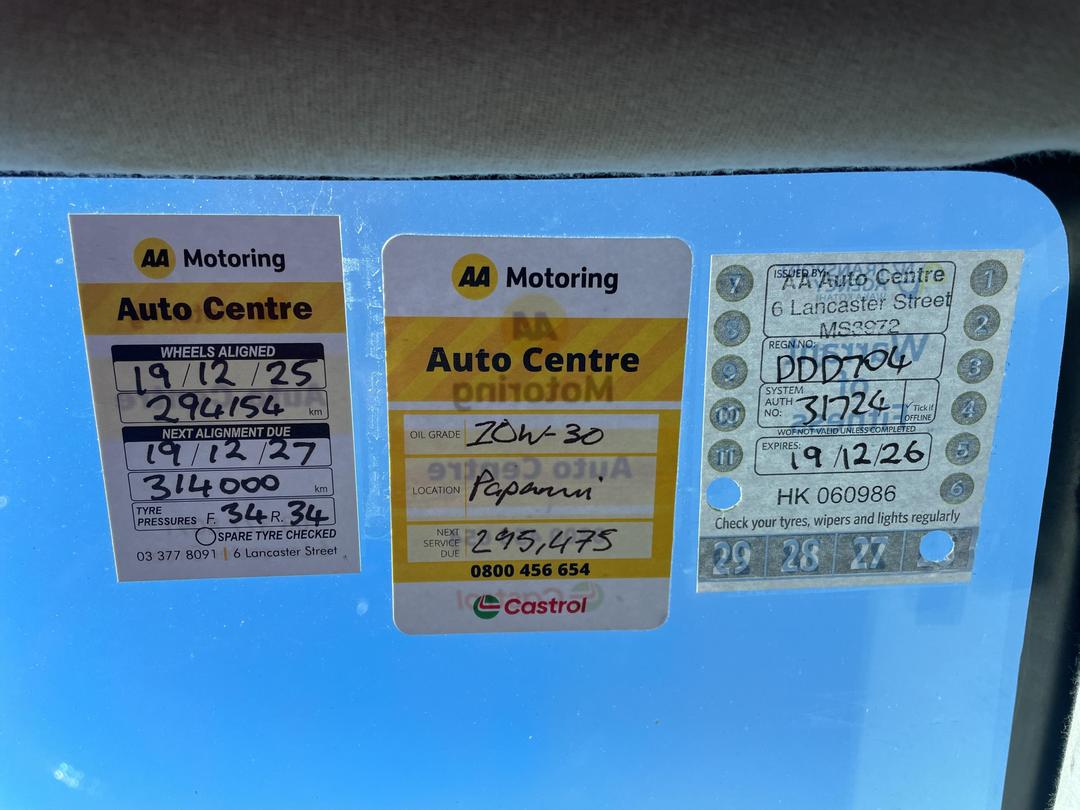 AA Motoring
Auto Centre
WHEELS ALIGNED
19/12/25
294154 km
NEXT ALIGNMENT DUE
19/12/27
314000 km
TYRE PRESSURES F. 34 R. 34
SPARE TYRE CHECKED
03 377 8091 | 6 Lancaster Street
AA Motoring
Auto Centre
OIL GRADE 20W-30
LOCATION Papanui
NEXT SERVICE DUE 295,475
0800 456 654
Castrol
ISSUED BY:
AA Auto Centre
6 Lancaster Street
MS3972
REGN NO:
DDD704
SYSTEM AUTH NO: 31724 Tick if OFFLINE
WOF NOT VALID UNLESS COMPLETED
EXPIRES: 19/12/26
HK 060986
Check your tyres, wipers and lights regularly
7
8
9
10
11
1
2
3
4
5
6
29 28 27